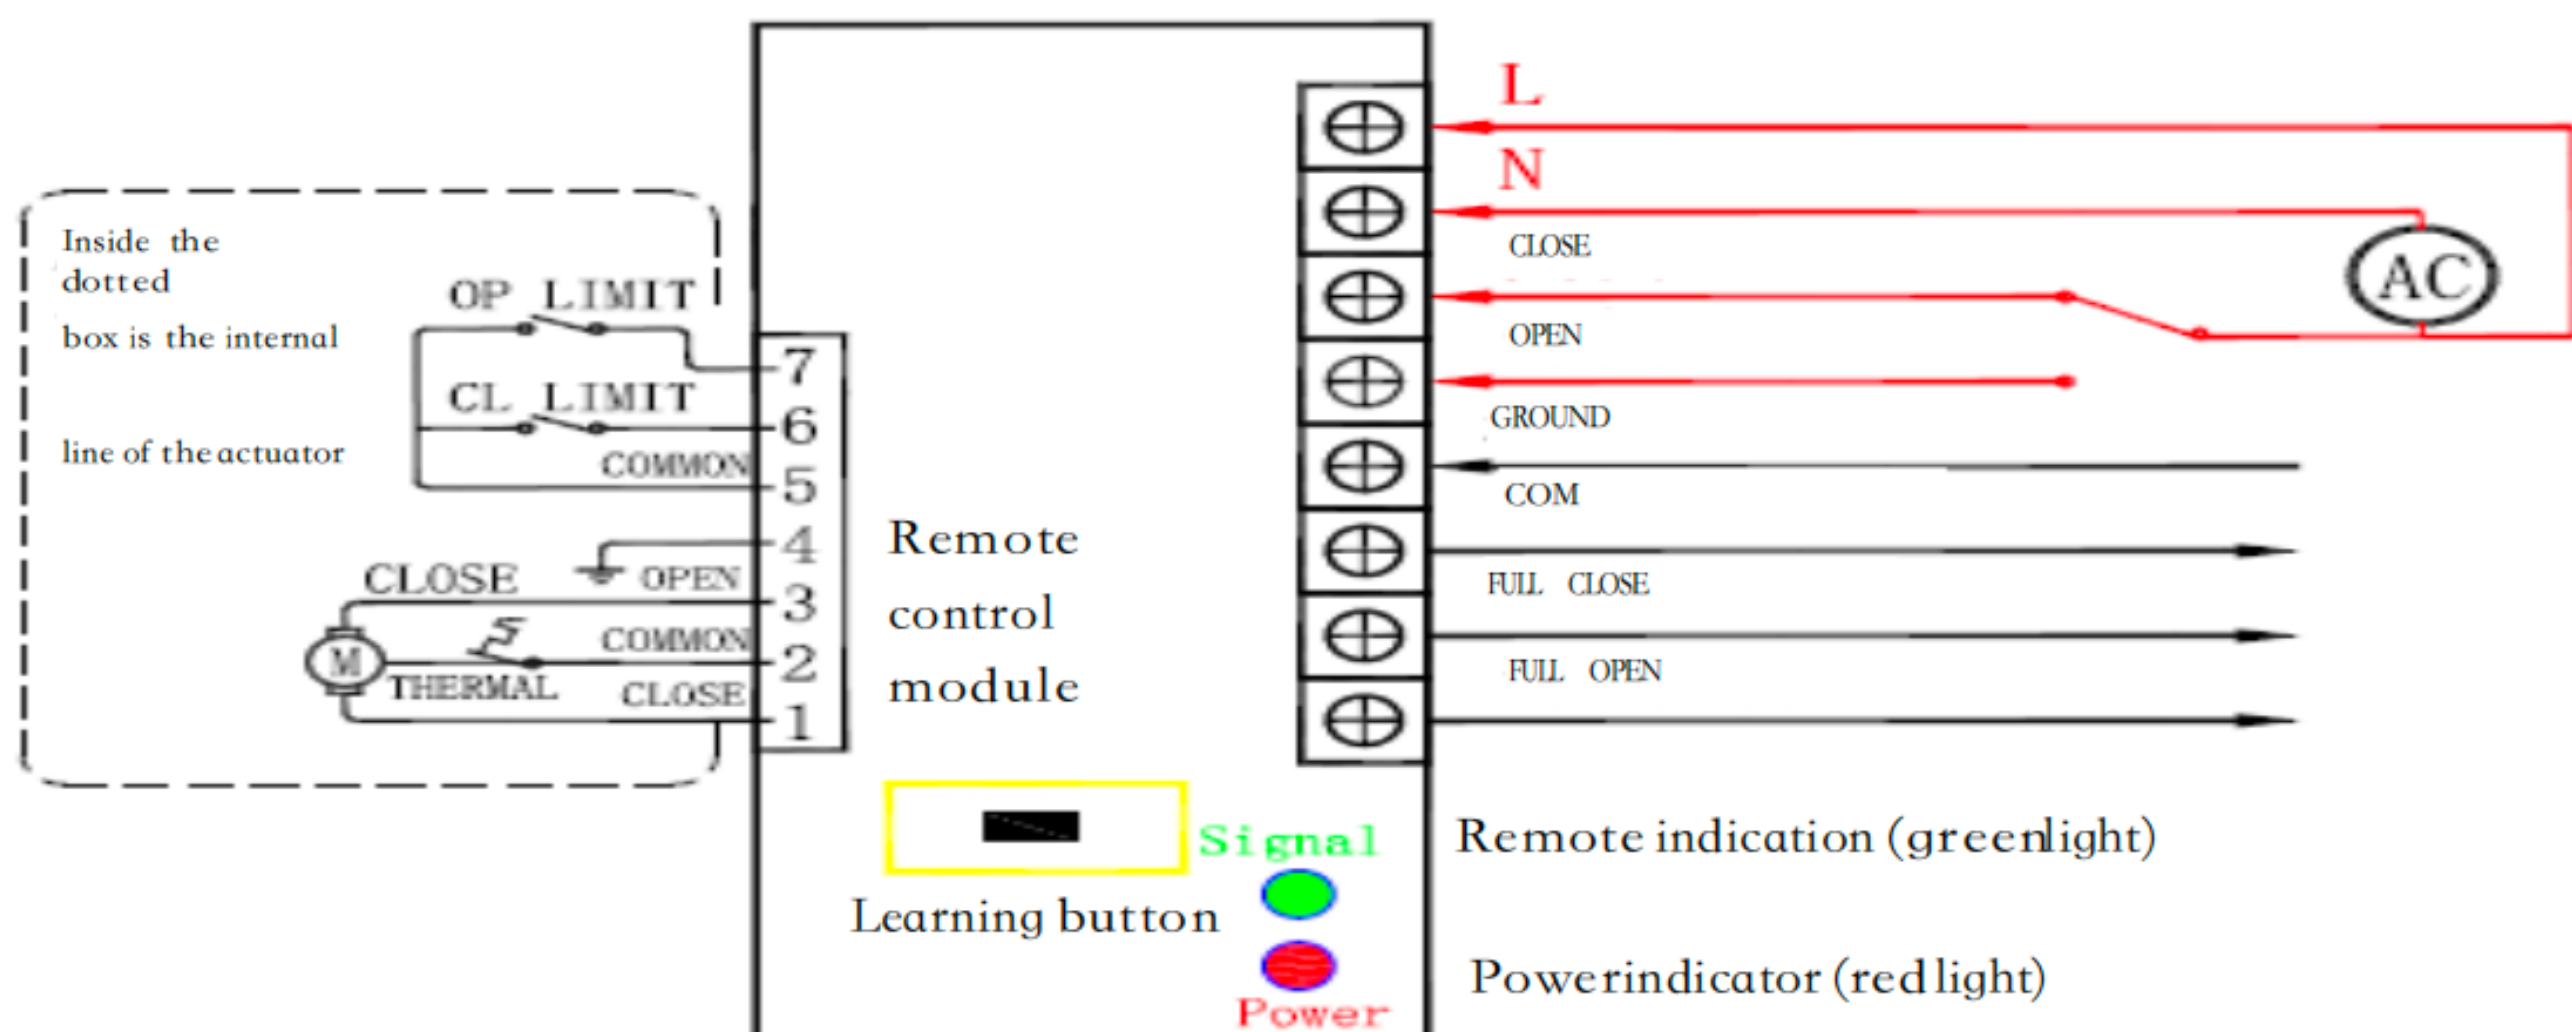 L
N
CLOSE
OPEN
GROUND
COM
FULL CLOSE
FULL OPEN
AC
Inside the
dotted
box is the internal
line of the actuator
OP LIMIT
7
CL LIMIT
6
COMMON
5
4
CLOSE
OPEN
3
COMMON
2
M
THERMAL
CLOSE
1
Remote
control
module
Learning button
Signal
Remote indication (greenlight)
Powerindicator (red light)
Power